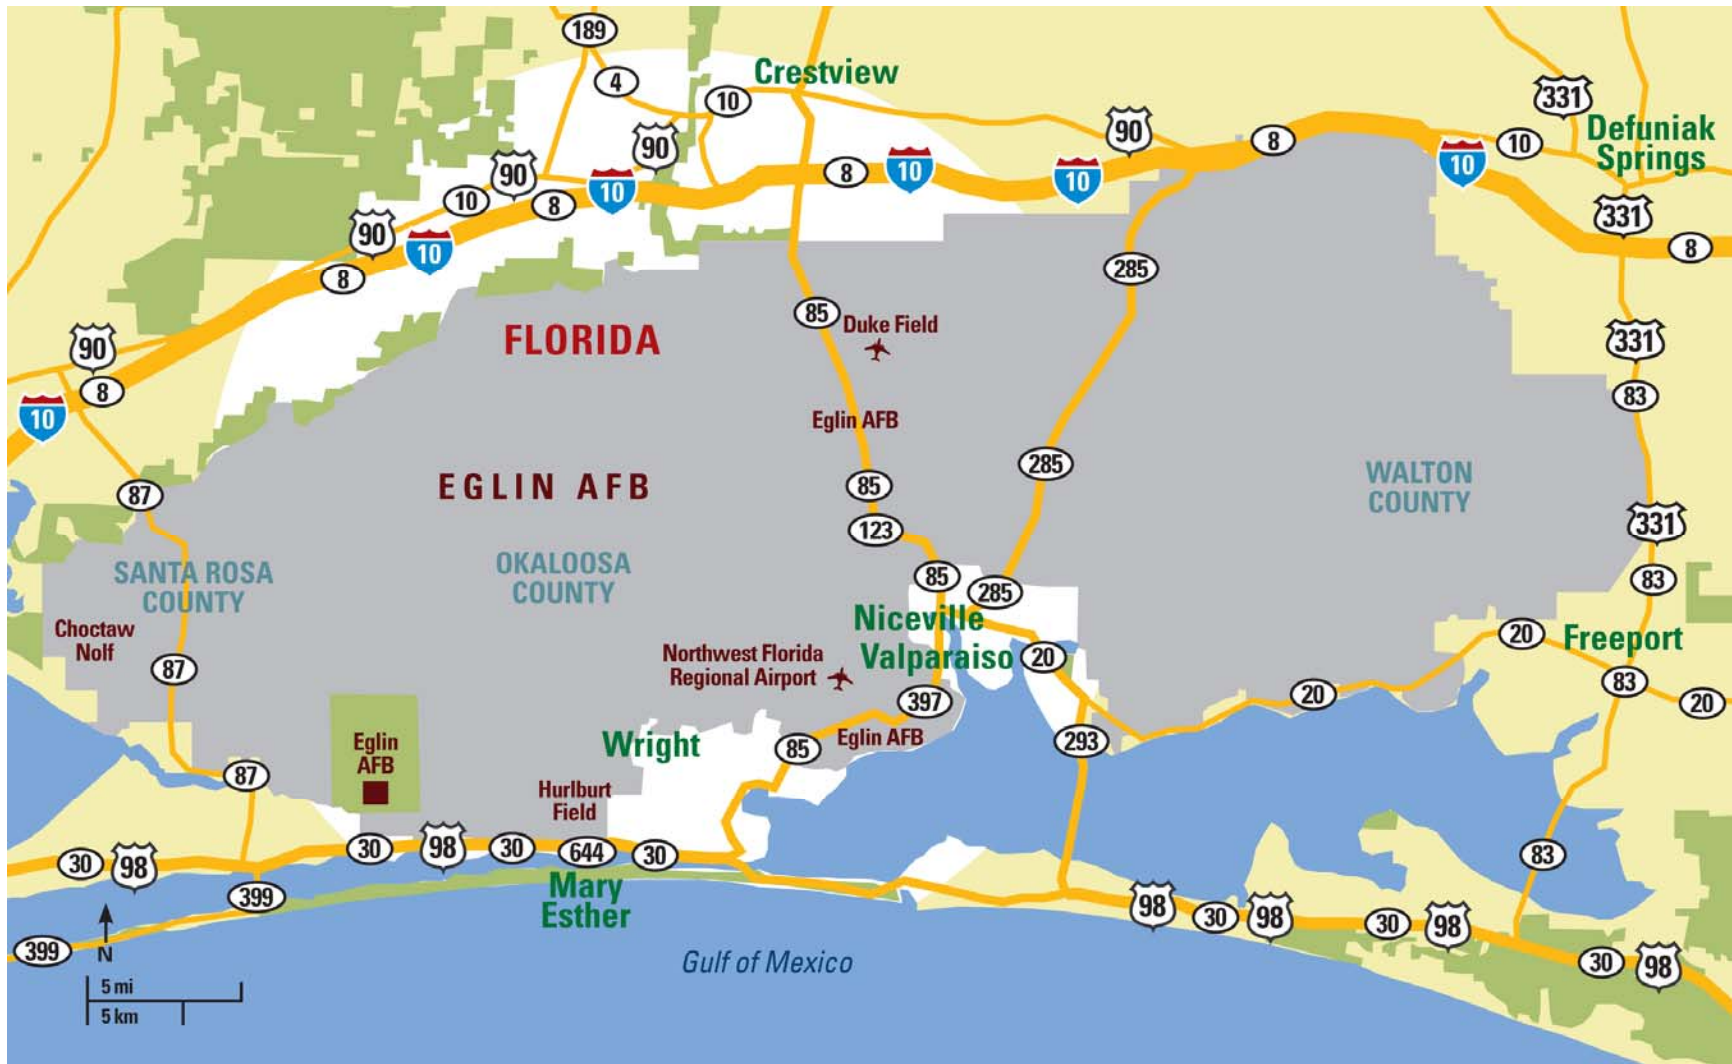 189
4
Crestview
10
331
90
90
8
10
Defuniak
Springs
8
10
10
10
90
10
8
10
331
90
10
8
8
285
8
85
Duke Field
FLORIDA
331
90
8
83
10
Eglin AFB
285
WALTON
COUNTY
EGLIN AFB
85
87
123
331
SANTA ROSA
COUNTY
OKALOOSA
COUNTY
85
285
83
Niceville
Choctaw
Nolf
20
Freeport
Valparaiso
20
Northwest Florida
Regional Airport
87
83
20
20
397
Wright
85
Eglin AFB
293
Eglin
AFB
87
Hurlburt
Field
30
98
30
98
30
644
30
83
Mary
Esther
399
98
30
98
30
98
399
N
Gulf of Mexico
30
98
5 mi
5 km